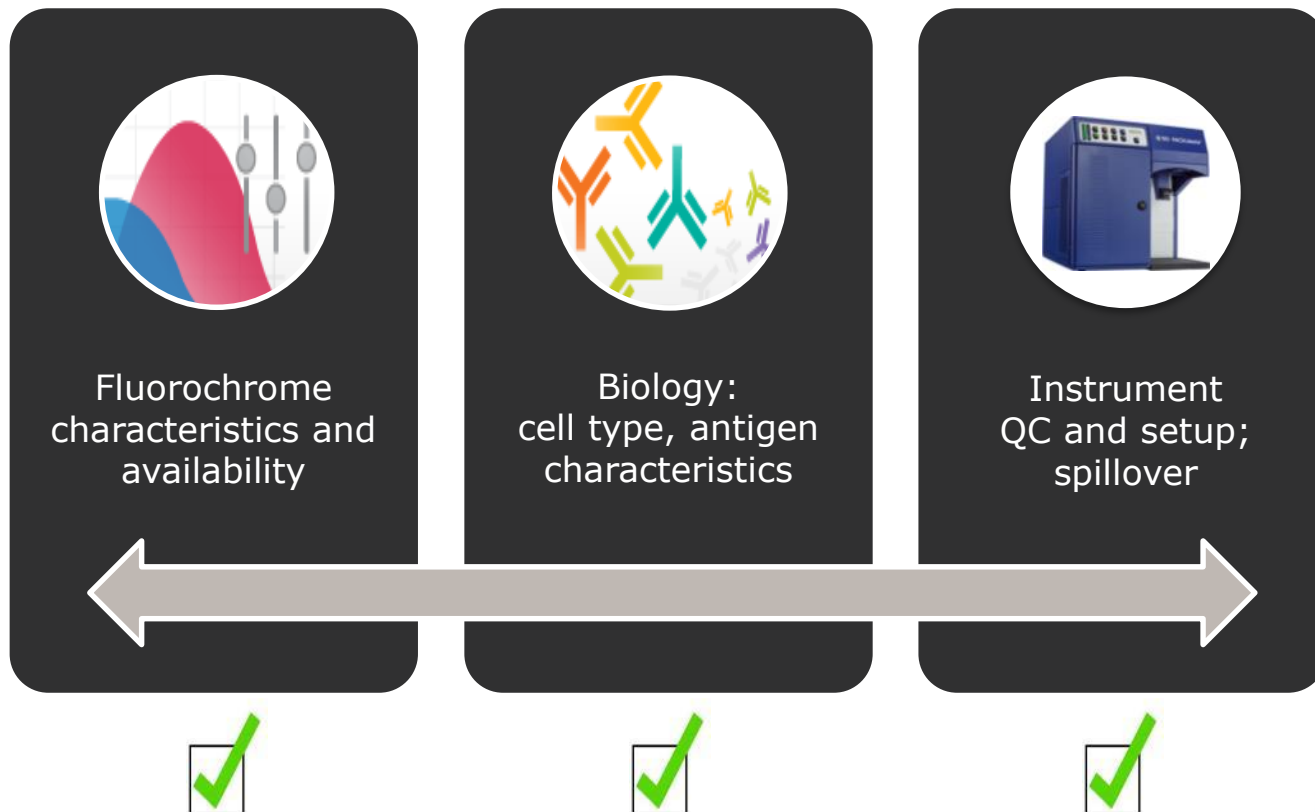 Fluorochrome
characteristics and
availability
Biology:
cell type, antigen
characteristics
Instrument
QC and setup;
spillover